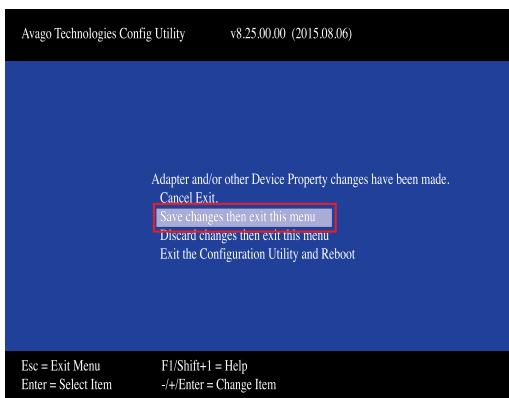 Avago Technologies Config Utility v8.25.00.00 (2015.08.06)
Adapter and/or other Device Property changes have been made.
Cancel Exit.
Save changes then exit this menu
Discard changes then exit this menu
Exit the Configuration Utility and Reboot
Esc = Exit Menu F1/Shift+1 = Help
Enter = Select Item -/+/Enter = Change Item